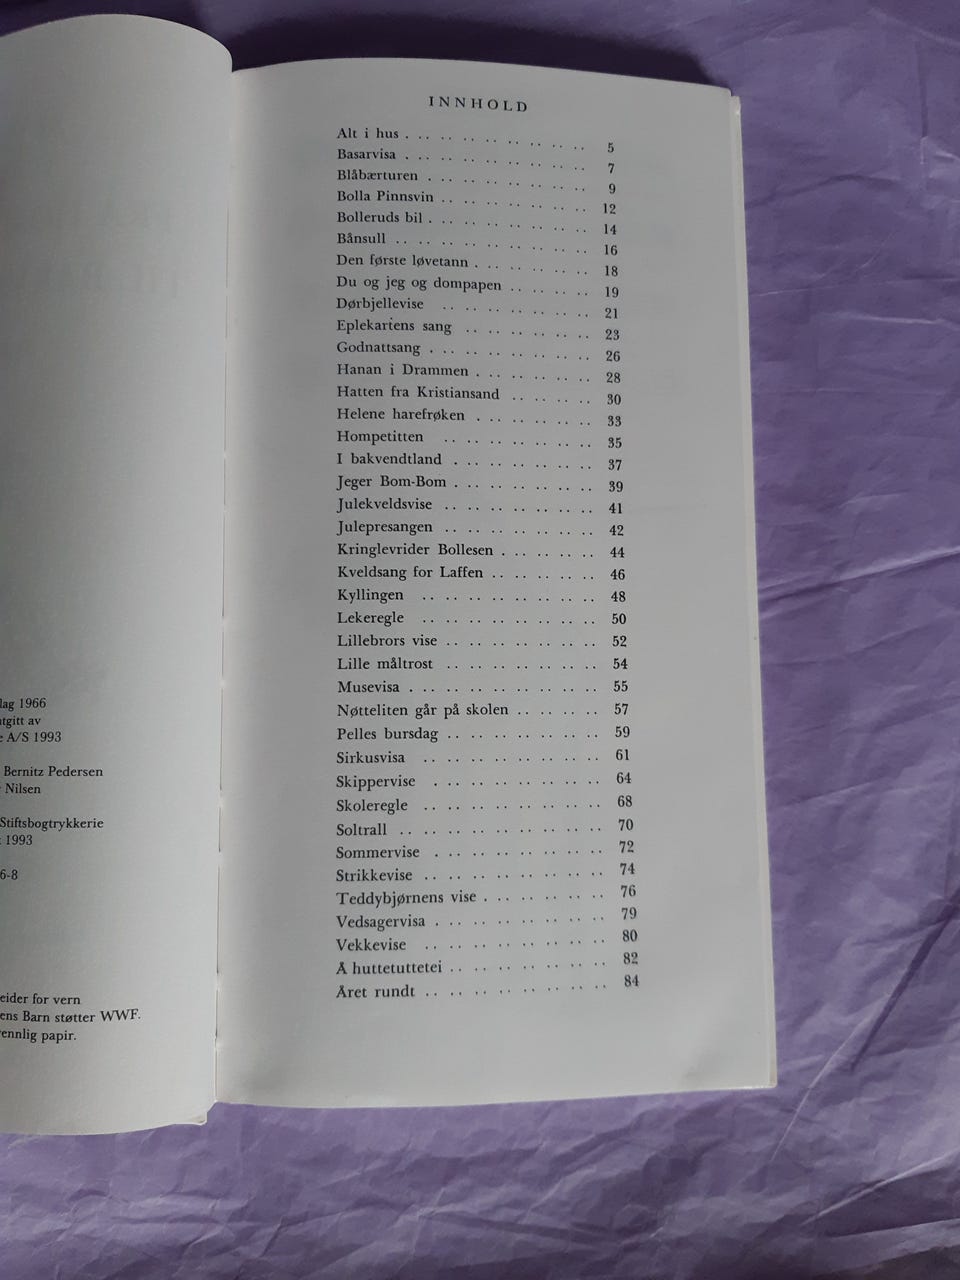 lag 1966
tgitt av
A/S 1993
Bernitz Pedersen
Nilsen
Stiftsbogtrykkerie
1993
6-8
eider for vern
ens Barn støtter WWF.
ennlig papir.
INNHOLD
Alt i hus . .. .. .. .. .. .. .. .. 5
Basarvisa . .. .. .. .. .. .. .. .. 7
Blåbærturen . .. .. .. .. .. .. .. 9
Bolla Pinnsvin .. .. .. .. .. .. .. 12
Bolleruds bil . .. .. .. .. .. .. .. 14
Bånsull .. .. .. .. .. .. .. .. .. 16
Den første løvetann . .. .. .. .. .. 18
Du og jeg og dompapen .. .. .. .. 19
Dørbjellevise .. .. .. .. .. .. .. 21
Eplekartens sang .. .. .. .. .. .. 23
Godnattsang . .. .. .. .. .. .. .. 26
Hanan i Drammen . .. .. .. .. .. 28
Hatten fra Kristiansand .. .. .. .. 30
Helene harefrøken . .. .. .. .. .. 33
Hompetitten .. .. .. .. .. .. .. 35
I bakvendtland . .. .. .. .. .. .. 37
Jeger Bom-Bom . .. .. .. .. .. .. 39
Julekveldsvise .. .. .. .. .. .. .. 41
Julepresangen .. .. .. .. .. .. .. 42
Kringlevrider Bollesen . .. .. .. .. 44
Kveldsang for Laffen .. .. .. .. .. 46
Kyllingen .. .. .. .. .. .. .. .. 48
Lekeregle .. .. .. .. .. .. .. .. 50
Lillebrors vise .. .. .. .. .. .. .. 52
Lille måltrost .. .. .. .. .. .. .. 54
Musevisa . .. .. .. .. .. .. .. .. 55
Nøtteliten går på skolen .. .. .. .. 57
Pelles bursdag .. .. .. .. .. .. .. 59
Sirkusvisa .. .. .. .. .. .. .. .. 61
Skippervise . .. .. .. .. .. .. .. 64
Skoleregle .. .. .. .. .. .. .. .. 68
Soltrall .. .. .. .. .. .. .. .. .. 70
Sommervise . .. .. .. .. .. .. .. 72
Strikkevise .. .. .. .. .. .. .. .. 74
Teddybjørnens vise . .. .. .. .. .. 76
Vedsagervisa . .. .. .. .. .. .. .. 79
Vekkevise .. .. .. .. .. .. .. .. 80
Å huttetuttetei .. .. .. .. .. .. .. 82
Året rundt .. .. .. .. .. .. .. .. 84